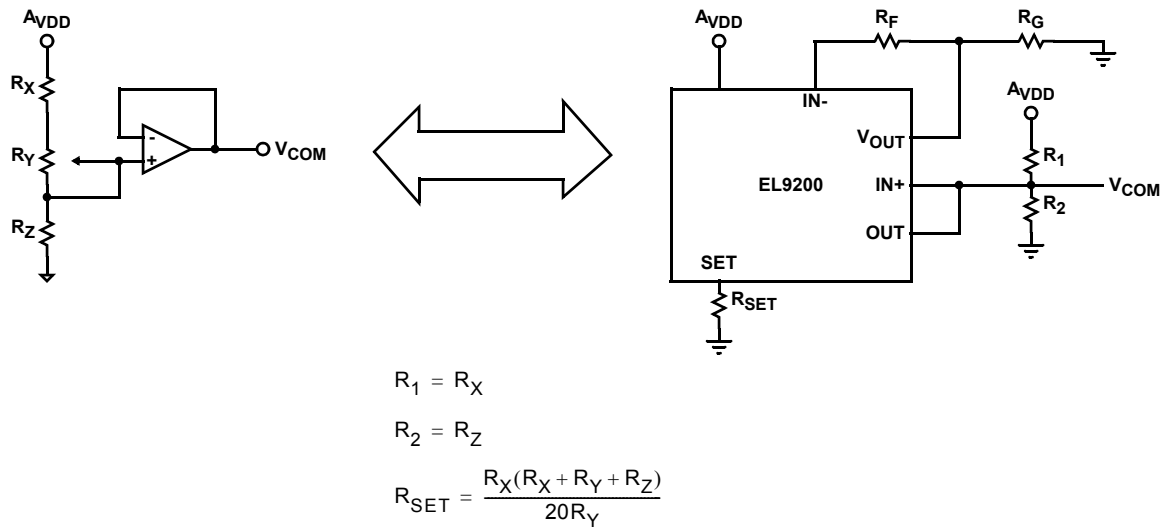 AVDD
RX
RY
RZ
-
+
VCOM
AVDD
RF
RG
IN-
VOUT
AVDD
R1
EL9200
IN+
VCOM
R2
OUT
SET
RSET
R1 = RX
R2 = RZ
RSET = RX(RX + RY + RZ) / 20RY